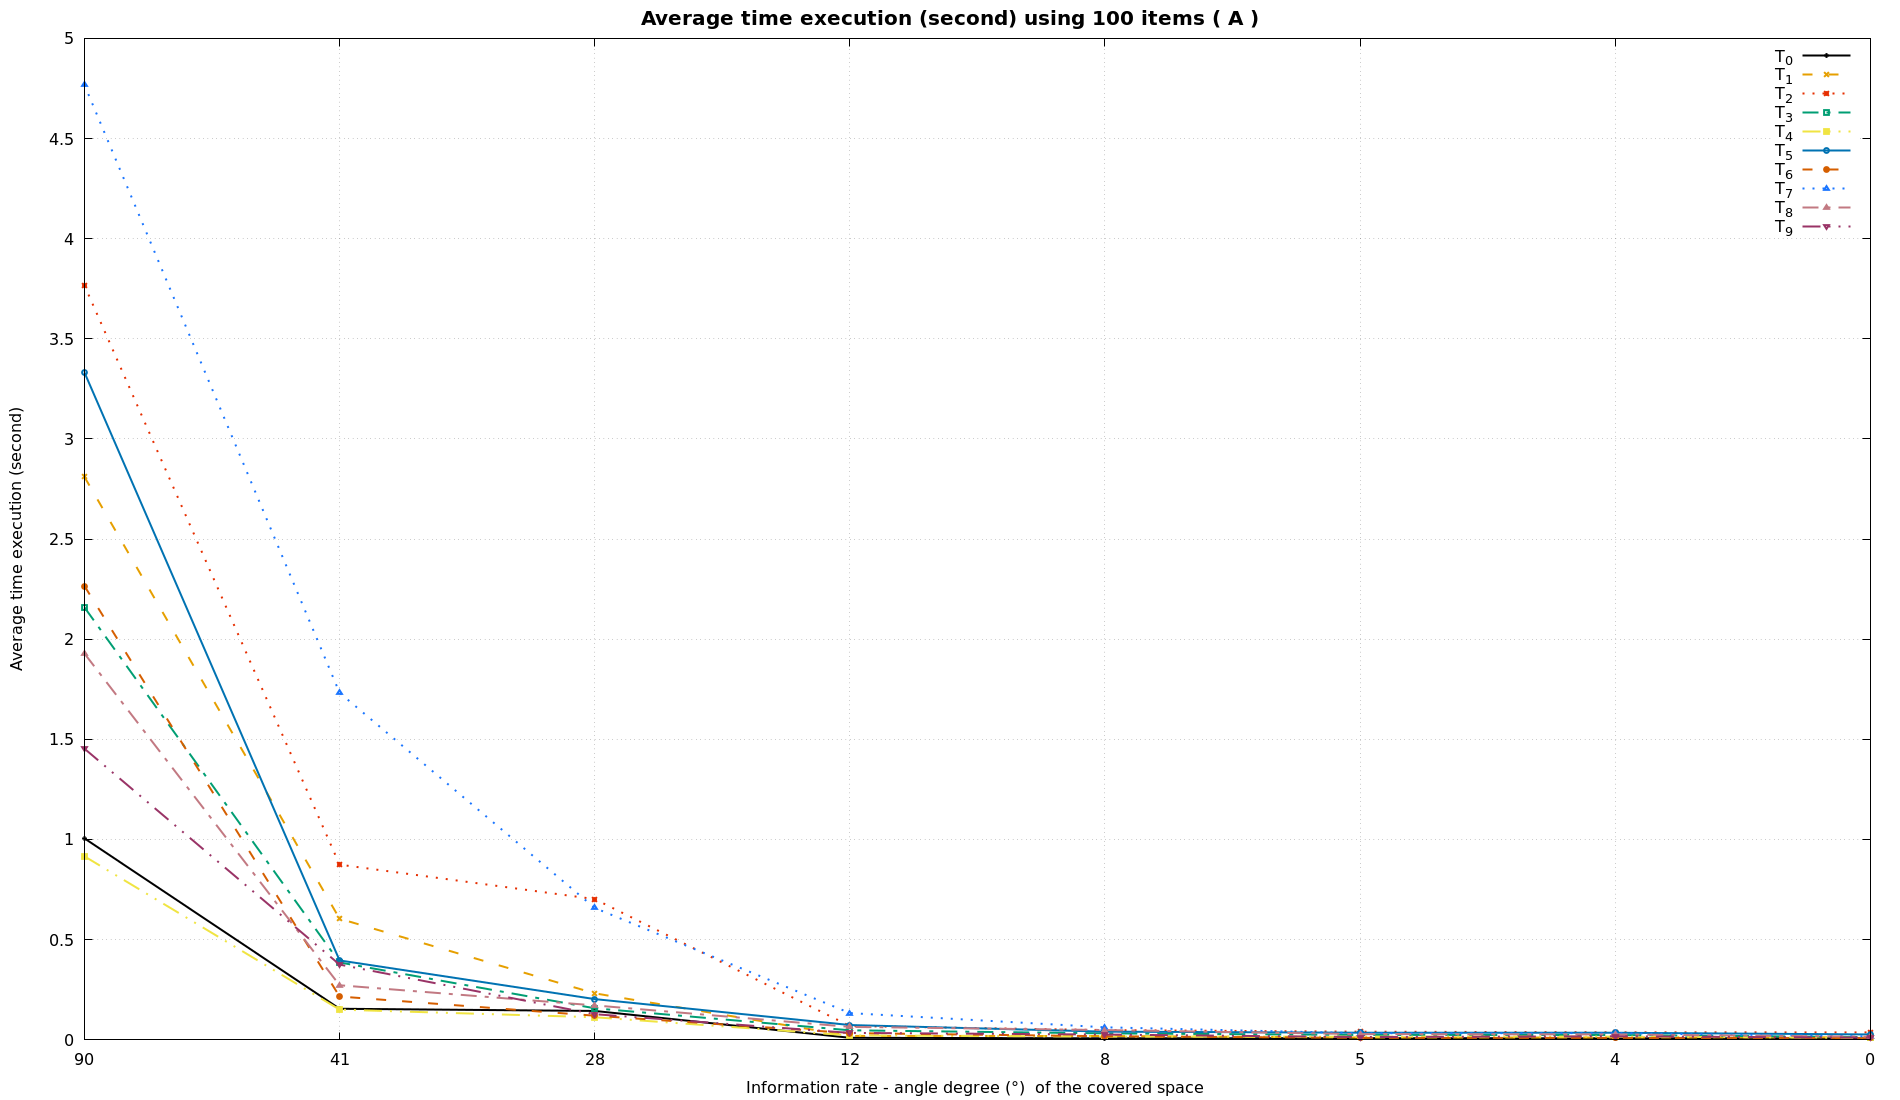 Average time execution (second) using 100 items ( A )
5
4.5
4
3.5
3
2.5
2
1.5
1
0.5
0
Average time execution (second)
T0
T1
T2
T3
T4
T5
T6
T7
T8
T9
90 41 28 12 8 5 4 0
Information rate - angle degree (°)  of the covered space